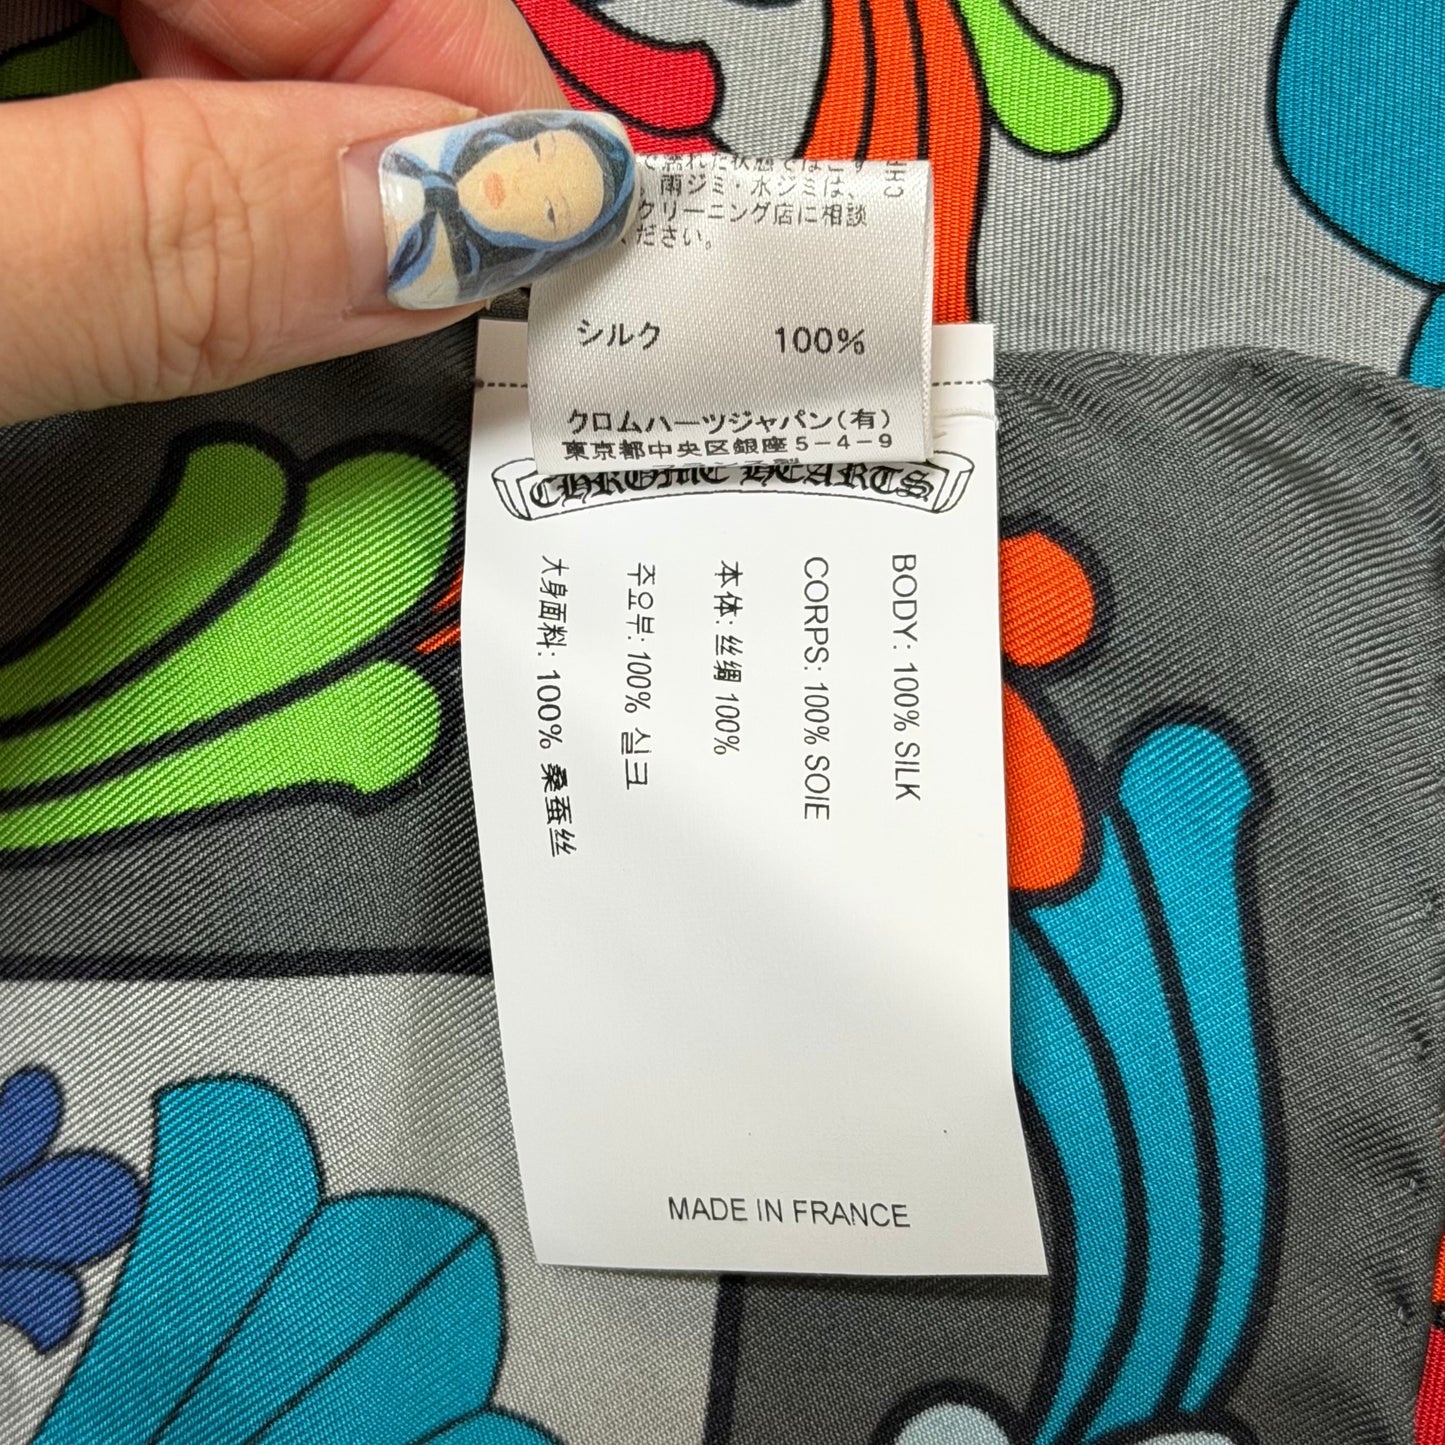 て濡れた状態ではこす
雨ジミ・水ジミは、
クリーニング店に相談
ください。
シルク 100%
クロムハーツジャパン(有)
東京都中央区銀座5-4-9
CHROME HEARTS
BODY: 100% SILK
CORPS: 100% SOIE
本体: 丝绸 100%
주요부: 100% 실크
大身面料: 100% 桑蚕丝
MADE IN FRANCE